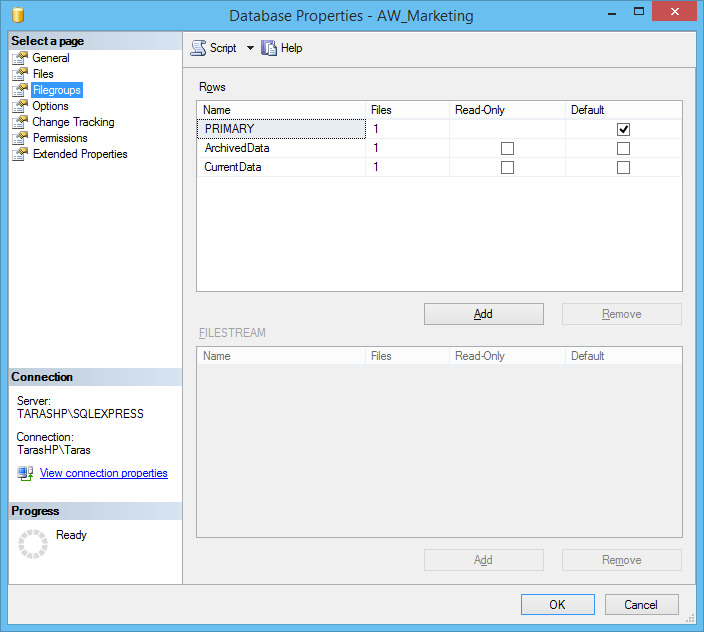 Database Properties - AW_Marketing
Select a page
General
Files
Filegroups
Options
Change Tracking
Permissions
Extended Properties
Script Help
Rows
Name Files Read-Only Default
PRIMARY 1
ArchivedData 1
CurrentData 1
Add Remove
FILESTREAM
Name Files Read-Only Default
Add Remove
Connection
Server:
TARASHP\SQLEXPRESS
Connection:
TarasHP\Taras
View connection properties
Progress
Ready
OK Cancel